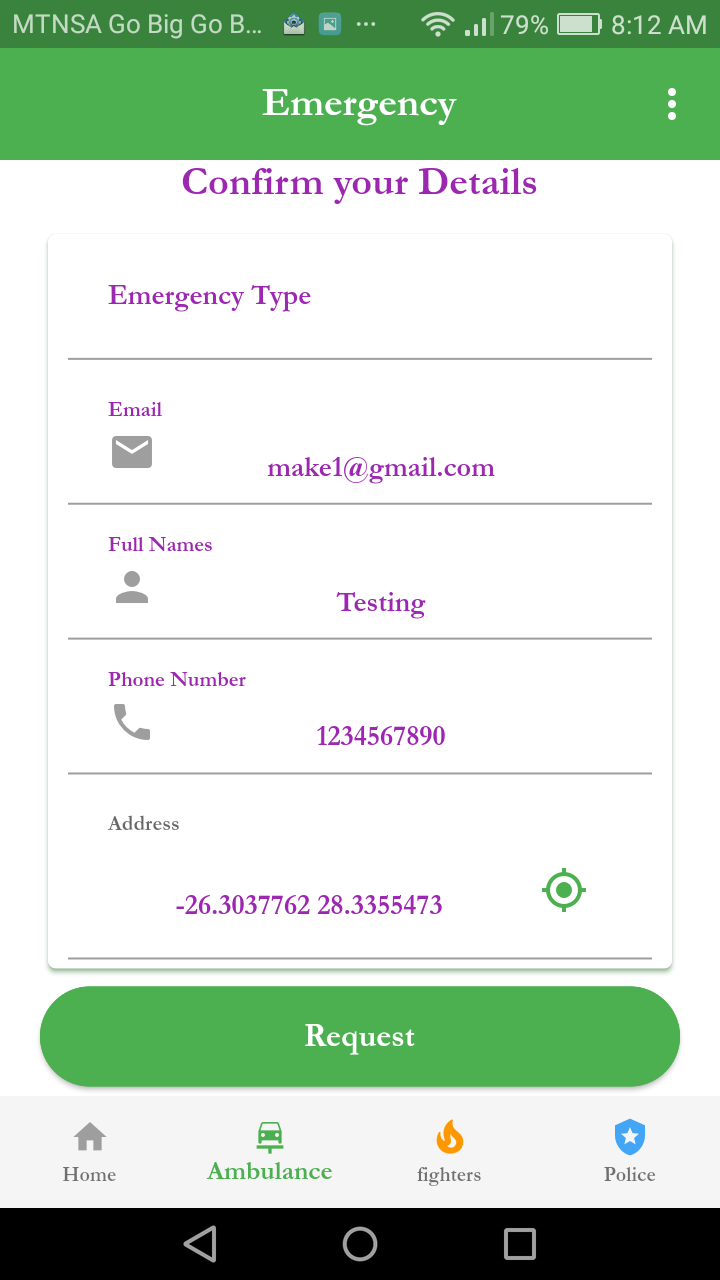 MTNSA Go Big Go B... ... 79% 8:12 AM
Emergency
Confirm your Details
Emergency Type
Email
make1@gmail.com
Full Names
Testing
Phone Number
1234567890
Address
-26.3037762 28.3355473
Request
Home Ambulance fighters Police